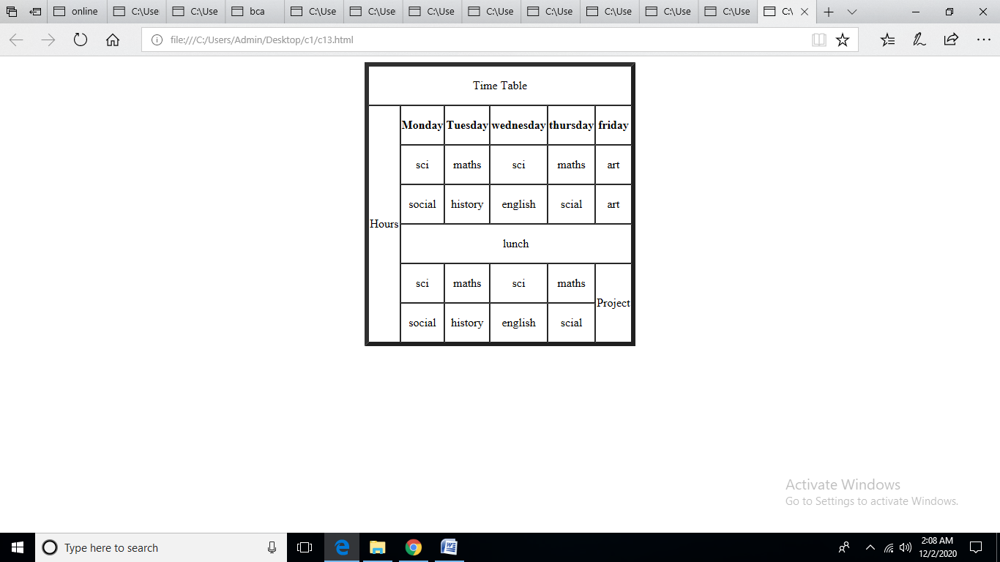 online C:\Use C:\Use bca C:\Use C:\Use C:\Use C:\Use C:\Use C:\Use C:\Use C:\Use C:\
file:///C:/Users/Admin/Desktop/c1/c13.html
Time Table
Monday Tuesday wednesday thursday friday
sci maths sci maths art
social history english scial art
Hours
lunch
sci maths sci maths
Project
social history english scial
Activate Windows
Go to Settings to activate Windows.
Type here to search
2:08 AM
12/2/2020